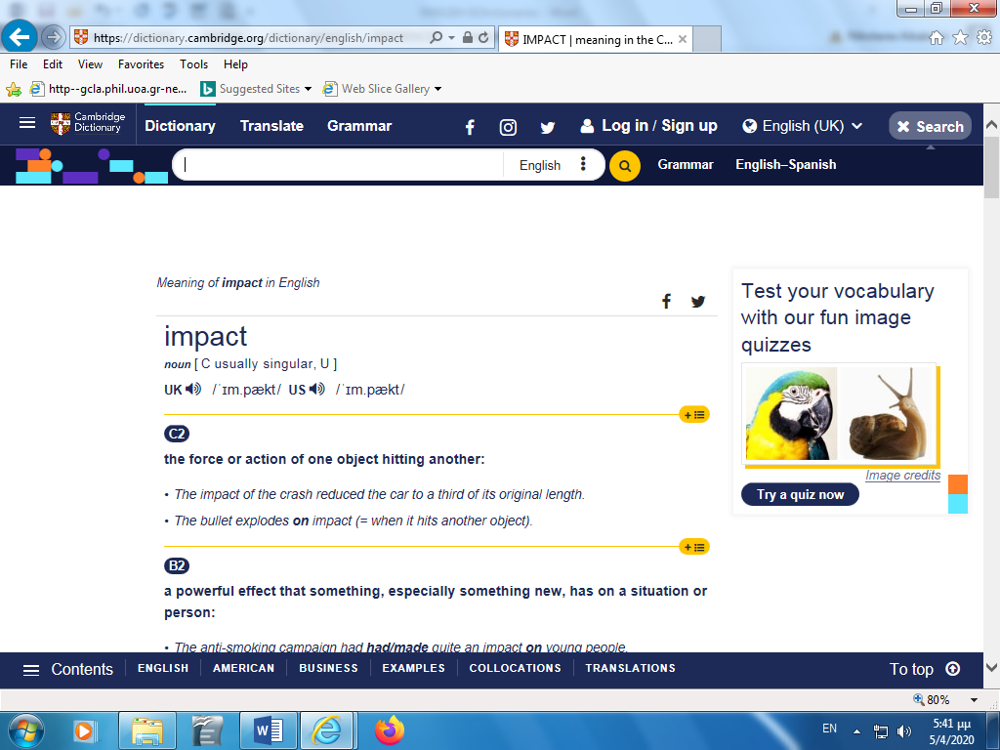 https://dictionary.cambridge.org/dictionary/english/impact
IMPACT | meaning in the C...
File Edit View Favorites Tools Help
http--gcla.phil.uoa.gr-ne... Suggested Sites Web Slice Gallery
Cambridge Dictionary
Dictionary Translate Grammar Log in / Sign up English (UK) Search
English Grammar English–Spanish
Meaning of impact in English
impact
noun [ C usually singular, U ]
UK /ˈɪm.pækt/ US /ˈɪm.pækt/
C2
the force or action of one object hitting another:
• The impact of the crash reduced the car to a third of its original length.
• The bullet explodes on impact (= when it hits another object).
B2
a powerful effect that something, especially something new, has on a situation or
person:
• The anti-smoking campaign had had/made quite an impact on young people.
Test your vocabulary
with our fun image
quizzes
Image credits
Try a quiz now
Contents ENGLISH AMERICAN BUSINESS EXAMPLES COLLOCATIONS TRANSLATIONS To top
80%
EN 5:41 μμ
5/4/2020